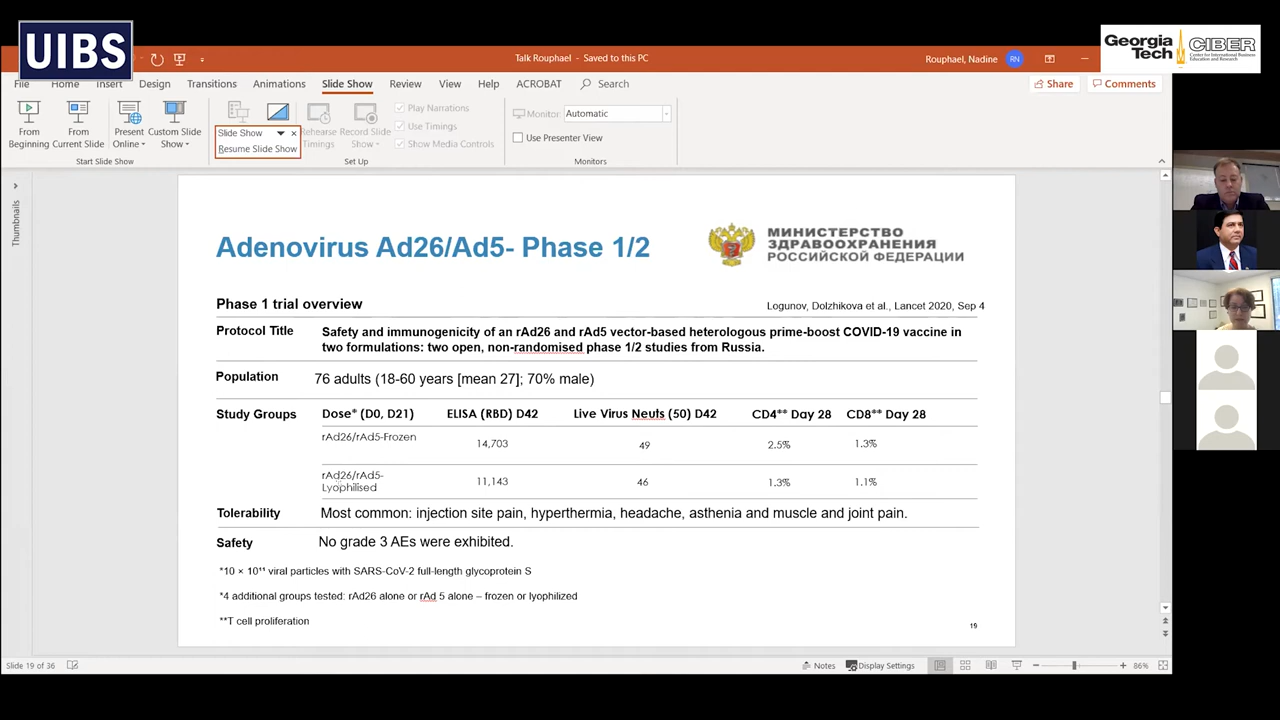 UIBS
Talk Rouphael - Saved to this PC
Rouphael, Nadine
RN
Georgia Tech
CIBER
File Home Insert Design Transitions Animations Slide Show Review View Help ACROBAT Search
Share Comments
From Beginning
From Current Slide
Present Online
Custom Slide Show
Slide Show
Resume Slide Show
Rehearse Timings
Record Slide Show
Play Narrations
Use Timings
Show Media Controls
Monitor: Automatic
Use Presenter View
Start Slide Show
Set Up
Monitors
Thumbnails
Adenovirus Ad26/Ad5- Phase 1/2
МИНИСТЕРСТВО
ЗДРАВООХРАНЕНИЯ
РОССИЙСКОЙ ФЕДЕРАЦИИ
Phase 1 trial overview
Logunov, Dolzhikova et al., Lancet 2020, Sep 4
Protocol Title
Safety and immunogenicity of an rAd26 and rAd5 vector-based heterologous prime-boost COVID-19 vaccine in
two formulations: two open, non-randomised phase 1/2 studies from Russia.
Population
76 adults (18-60 years [mean 27]; 70% male)
Study Groups
Dose* (D0, D21) ELISA (RBD) D42 Live Virus Neuts (50) D42 CD4** Day 28 CD8** Day 28
rAd26/rAd5-Frozen 14,703 49 2.5% 1.3%
rAd26/rAd5-
Lyophilised 11,143 46 1.3% 1.1%
Tolerability
Most common: injection site pain, hyperthermia, headache, asthenia and muscle and joint pain.
Safety
No grade 3 AEs were exhibited.
*10 × 10¹¹ viral particles with SARS-CoV-2 full-length glycoprotein S
*4 additional groups tested: rAd26 alone or rAd 5 alone – frozen or lyophilized
**T cell proliferation
19
Slide 19 of 36
Notes
Display Settings
86%